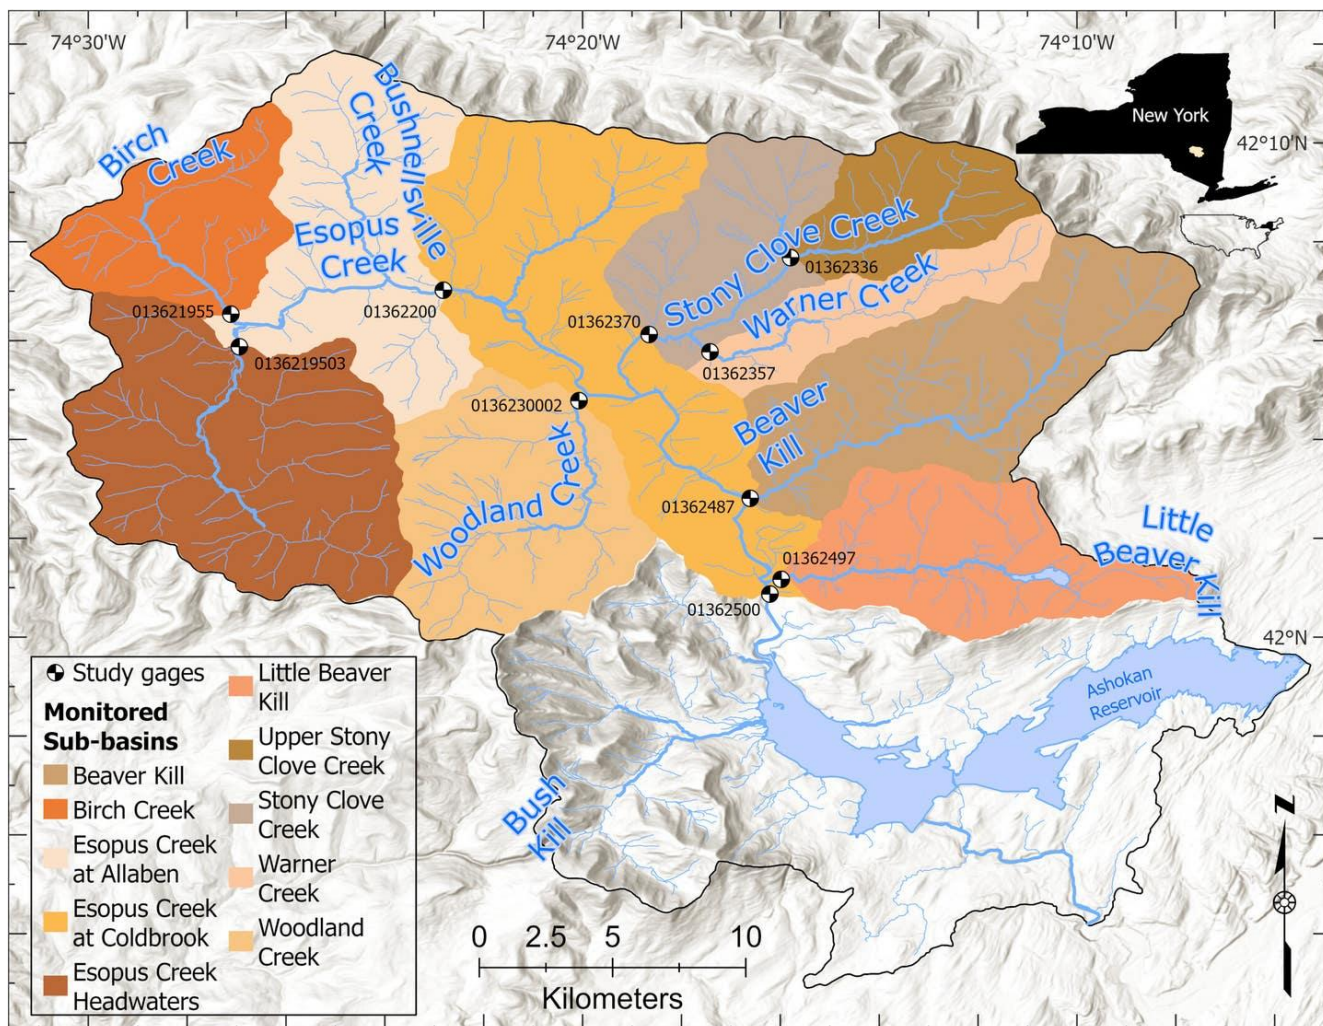 74°30'W
74°20'W
74°10'W
New York
42°10'N
Birch
Creek
Bushnellsville
Creek
Esopus
Creek
Stony Clove Creek
Warner Creek
013621955
01362200
01362370
01362336
0136219503
01362357
0136230002
Beaver
Kill
Woodland Creek
01362487
Little
Beaver Kill
01362497
01362500
42°N
Ashokan
Reservoir
Bush
Kill
Study gages
Monitored
Sub-basins
Beaver Kill
Birch Creek
Esopus Creek
at Allaben
Esopus Creek
at Coldbrook
Esopus Creek
Headwaters
Little Beaver
Kill
Upper Stony
Clove Creek
Stony Clove
Creek
Warner
Creek
Woodland
Creek
0 2.5 5 10
Kilometers
N